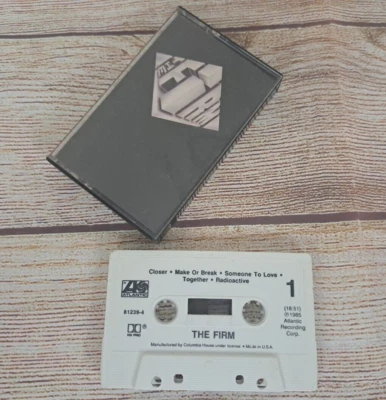 Closer • Make Or Break • Someone To Love •
Together • Radioactive
ATLANTIC
1
81239-4
(18:51)
℗ 1985
Atlantic
Recording
Corp.
THE FIRM
Manufactured by Columbia House under license. • Made in U.S.A.